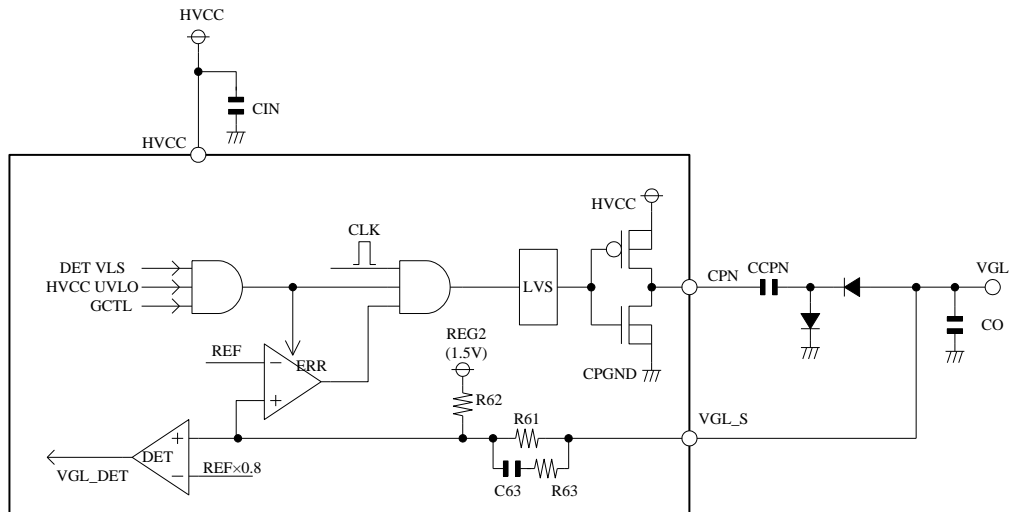 HVCC
CIN
HVCC
HVCC
CLK
DET VLS
HVCC UVLO
GCTL
LVS
CPN
CCPN
VGL
CO
REG2
(1.5V)
REF
ERR
CPGND
R62
R61
VGL_S
DET
VGL_DET
REF×0.8
C63
R63